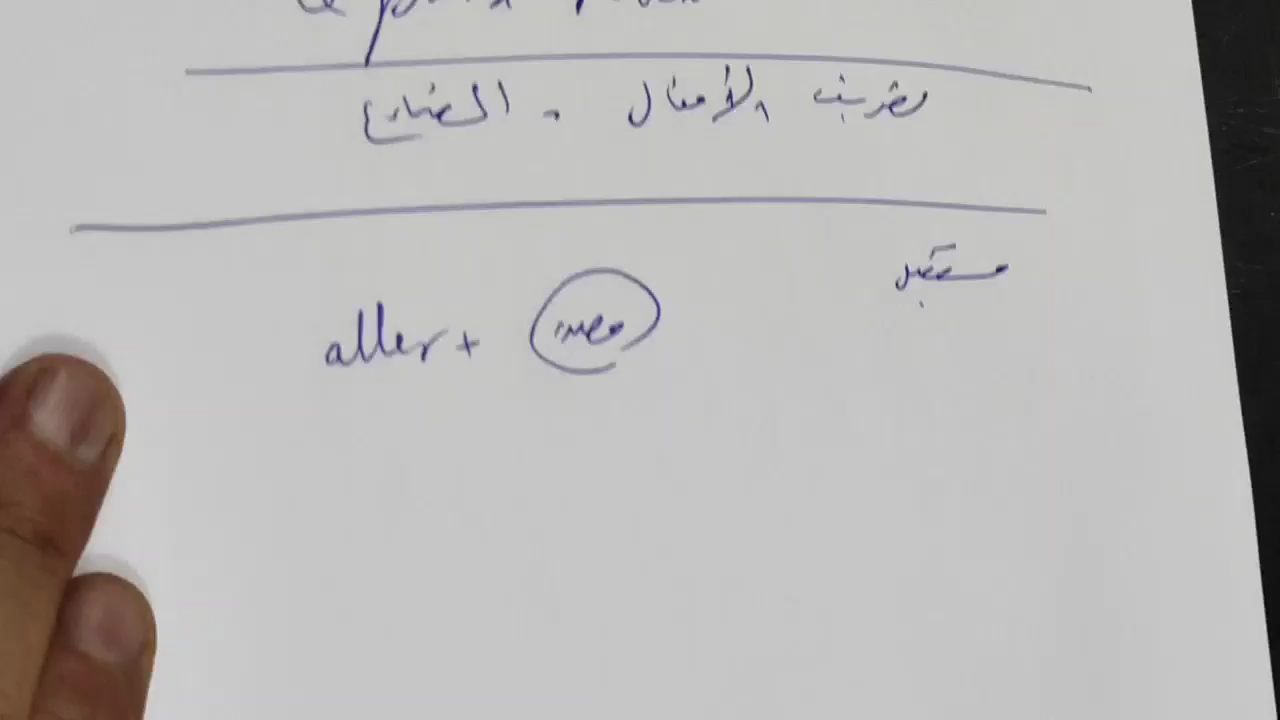 تصريف الأفعال . المضارع
مستقبل
aller + مصدر